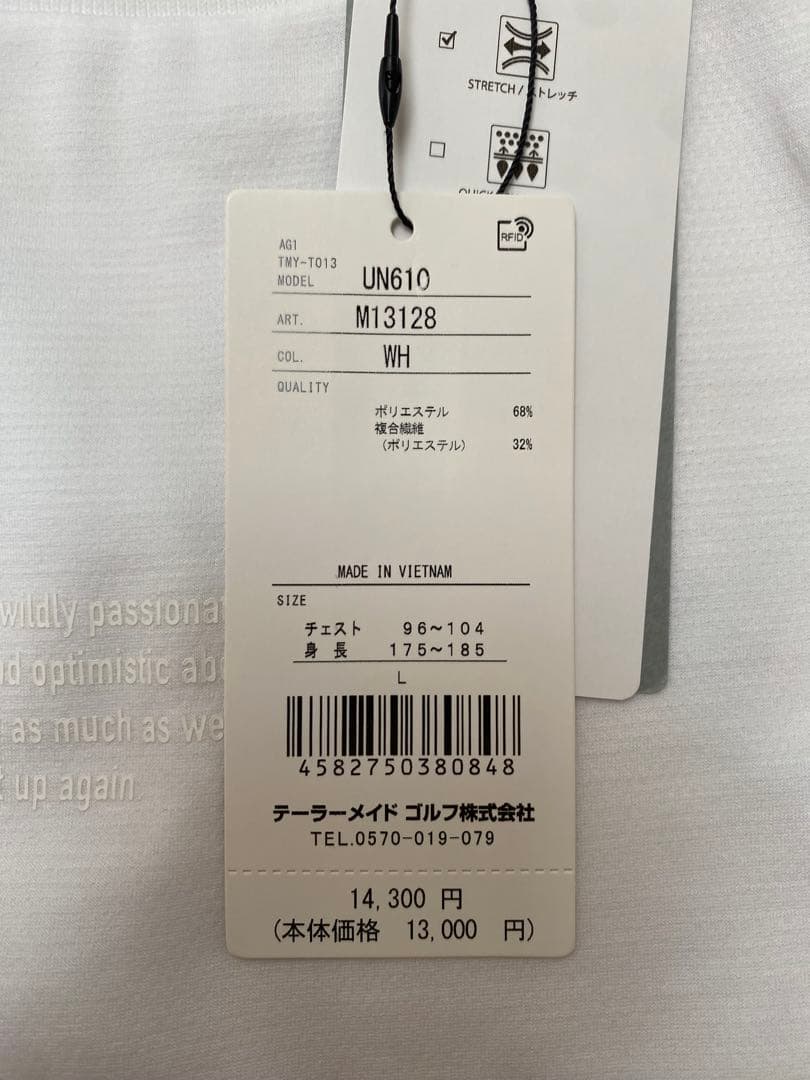 STRETCH / ストレッチ
RFID
AG1
TMY-T013
MODEL UN610
ART. M13128
COL. WH
QUALITY
ポリエステル 68%
複合繊維
(ポリエステル) 32%
MADE IN VIETNAM
SIZE
チェスト 96~104
身 長 175~185
L
4582750380848
テーラーメイド ゴルフ株式会社
TEL.0570-019-079
14,300 円
(本体価格 13,000 円)
wildly passiona
optimistic
as much as we
up again.